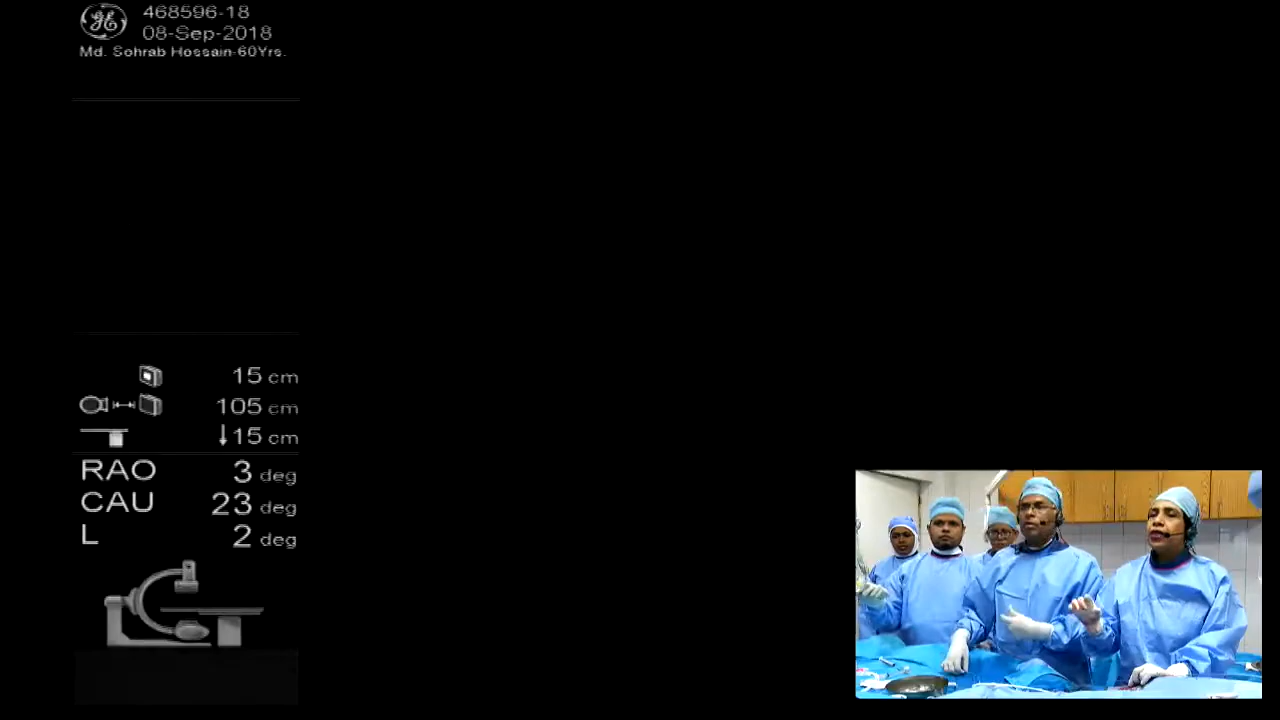 GE
468596-18
08-Sep-2018
Md. Sohrab Hossain-60Yrs.
15 cm
105 cm
↓15 cm
RAO 3 deg
CAU 23 deg
L 2 deg